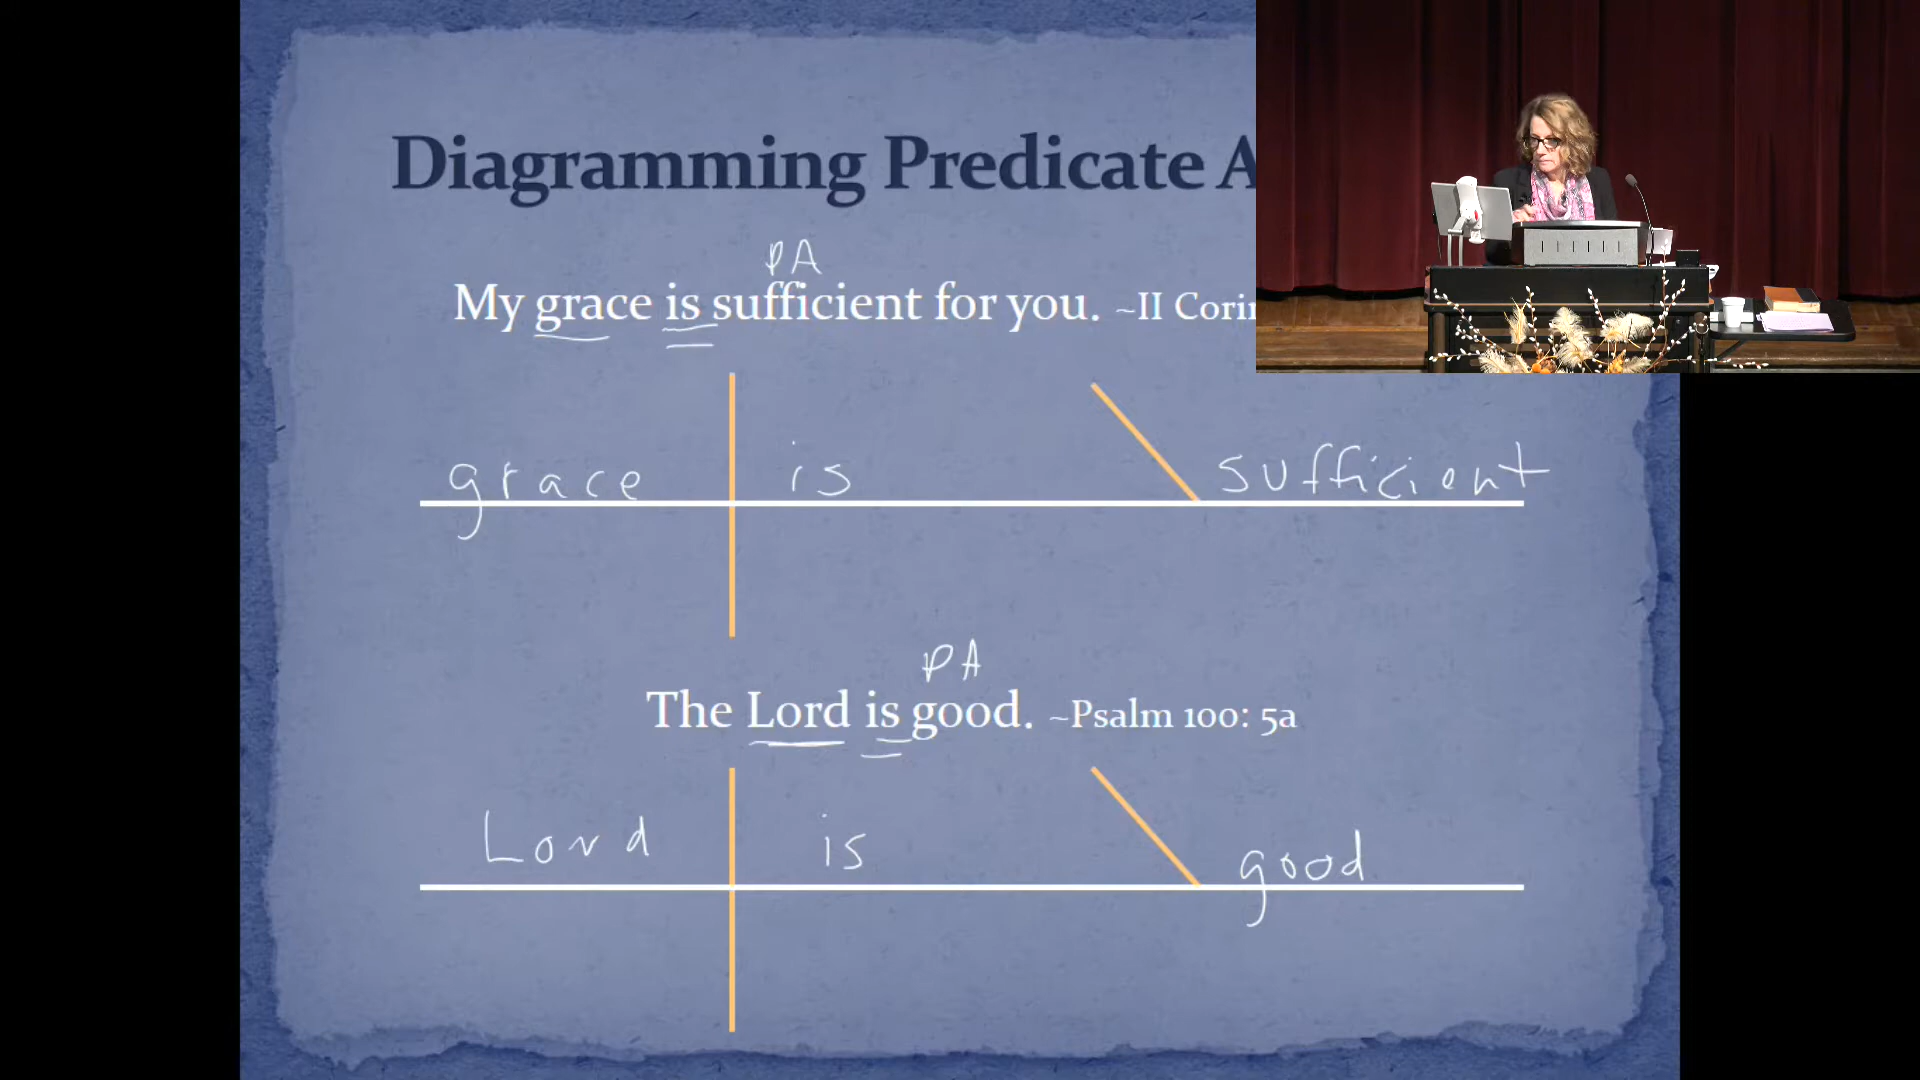 Diagramming Predicate A
PA
My grace is sufficient for you. ~II Corin
grace is sufficient
PA
The Lord is good. ~Psalm 100: 5a
Lord is good